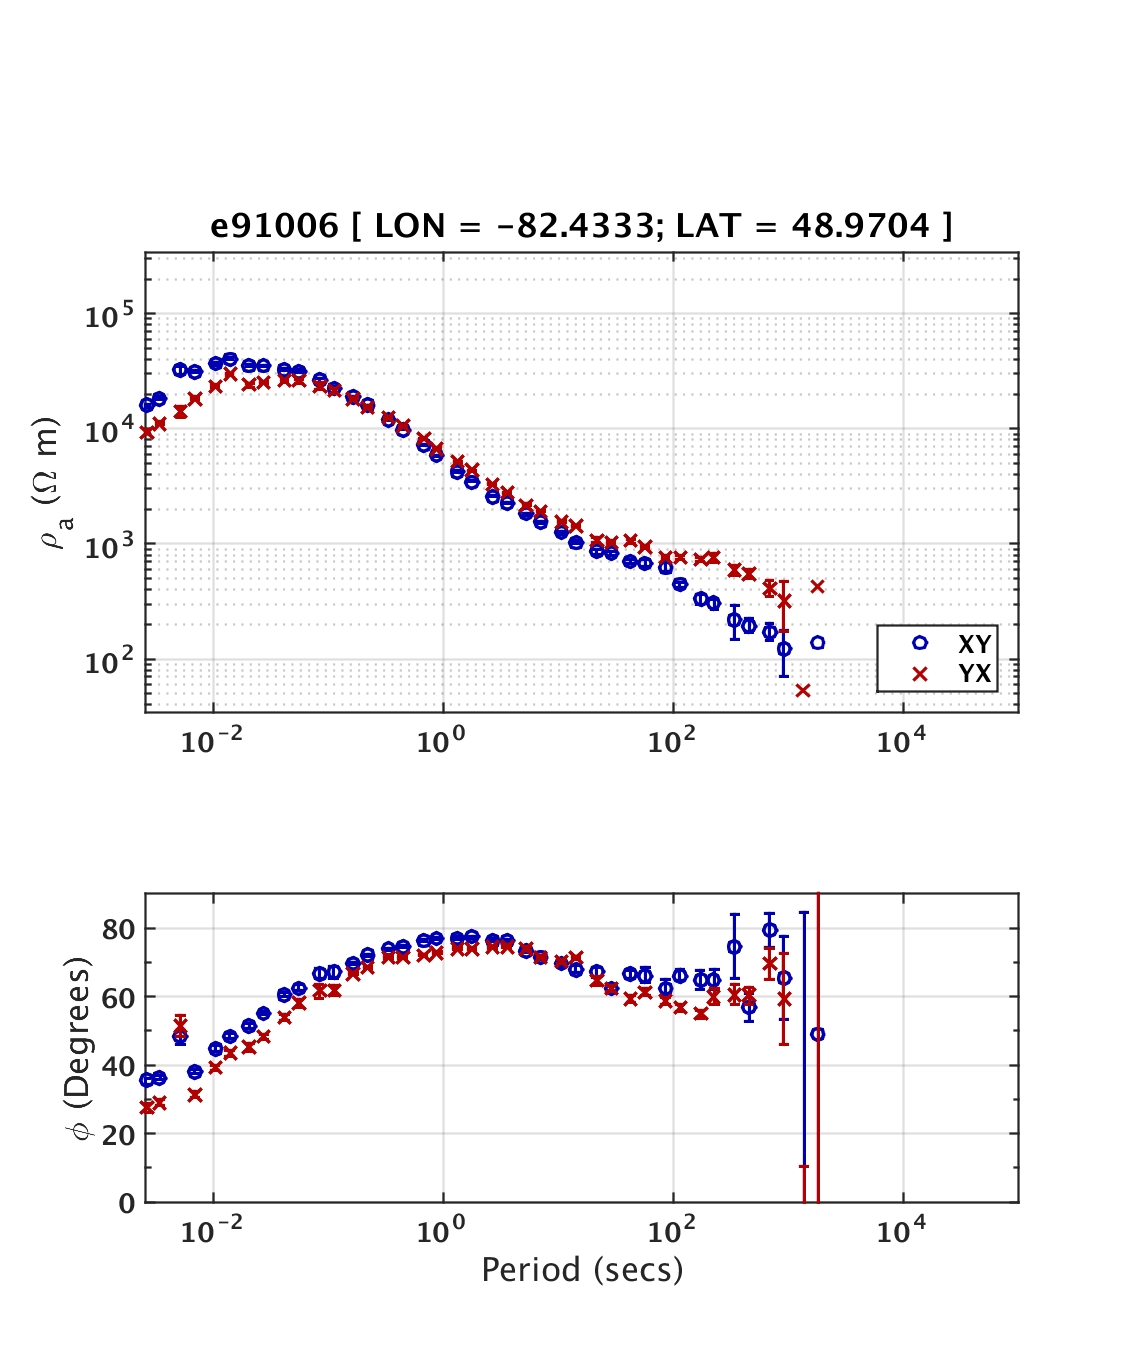 e91006 [ LON = -82.4333; LAT = 48.9704 ]
10^5
10^4
10^3
10^2
ρ_a (Ω m)
XY
YX
10^-2 10^0 10^2 10^4
80
60
40
20
0
ϕ (Degrees)
10^-2 10^0 10^2 10^4
Period (secs)